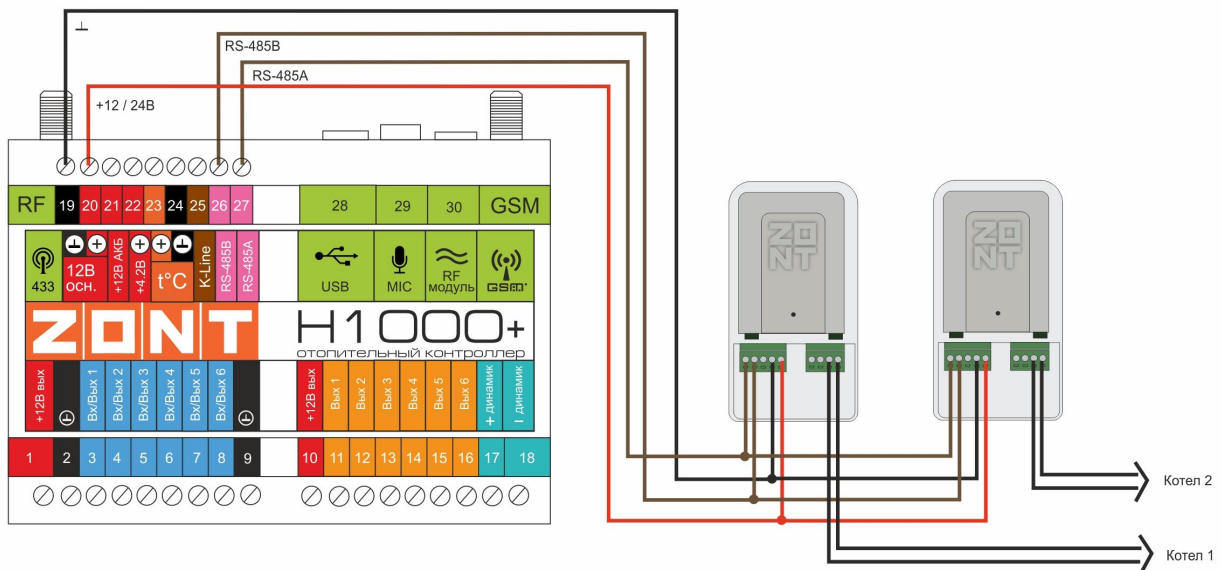 ⊥
RS-485B
RS-485A
+12 / 24В
RF 19 20 21 22 23 24 25 26 27 28 29 30 GSM
433
12В осн.
+12В АКБ
+4.2В
t°C
K-Line
RS-485B
RS-485A
USB
MIC
RF модуль
GSM
ZONT
H1000+
отопительный контроллер
+12В вых
Вх/Вых 1
Вх/Вых 2
Вх/Вых 3
Вх/Вых 4
Вх/Вых 5
Вх/Вых 6
+12В вых
Вых 1
Вых 2
Вых 3
Вых 4
Вых 5
Вых 6
+ динамик
– динамик
1 2 3 4 5 6 7 8 9 10 11 12 13 14 15 16 17 18
ZONT
ZONT
Котел 2
Котел 1